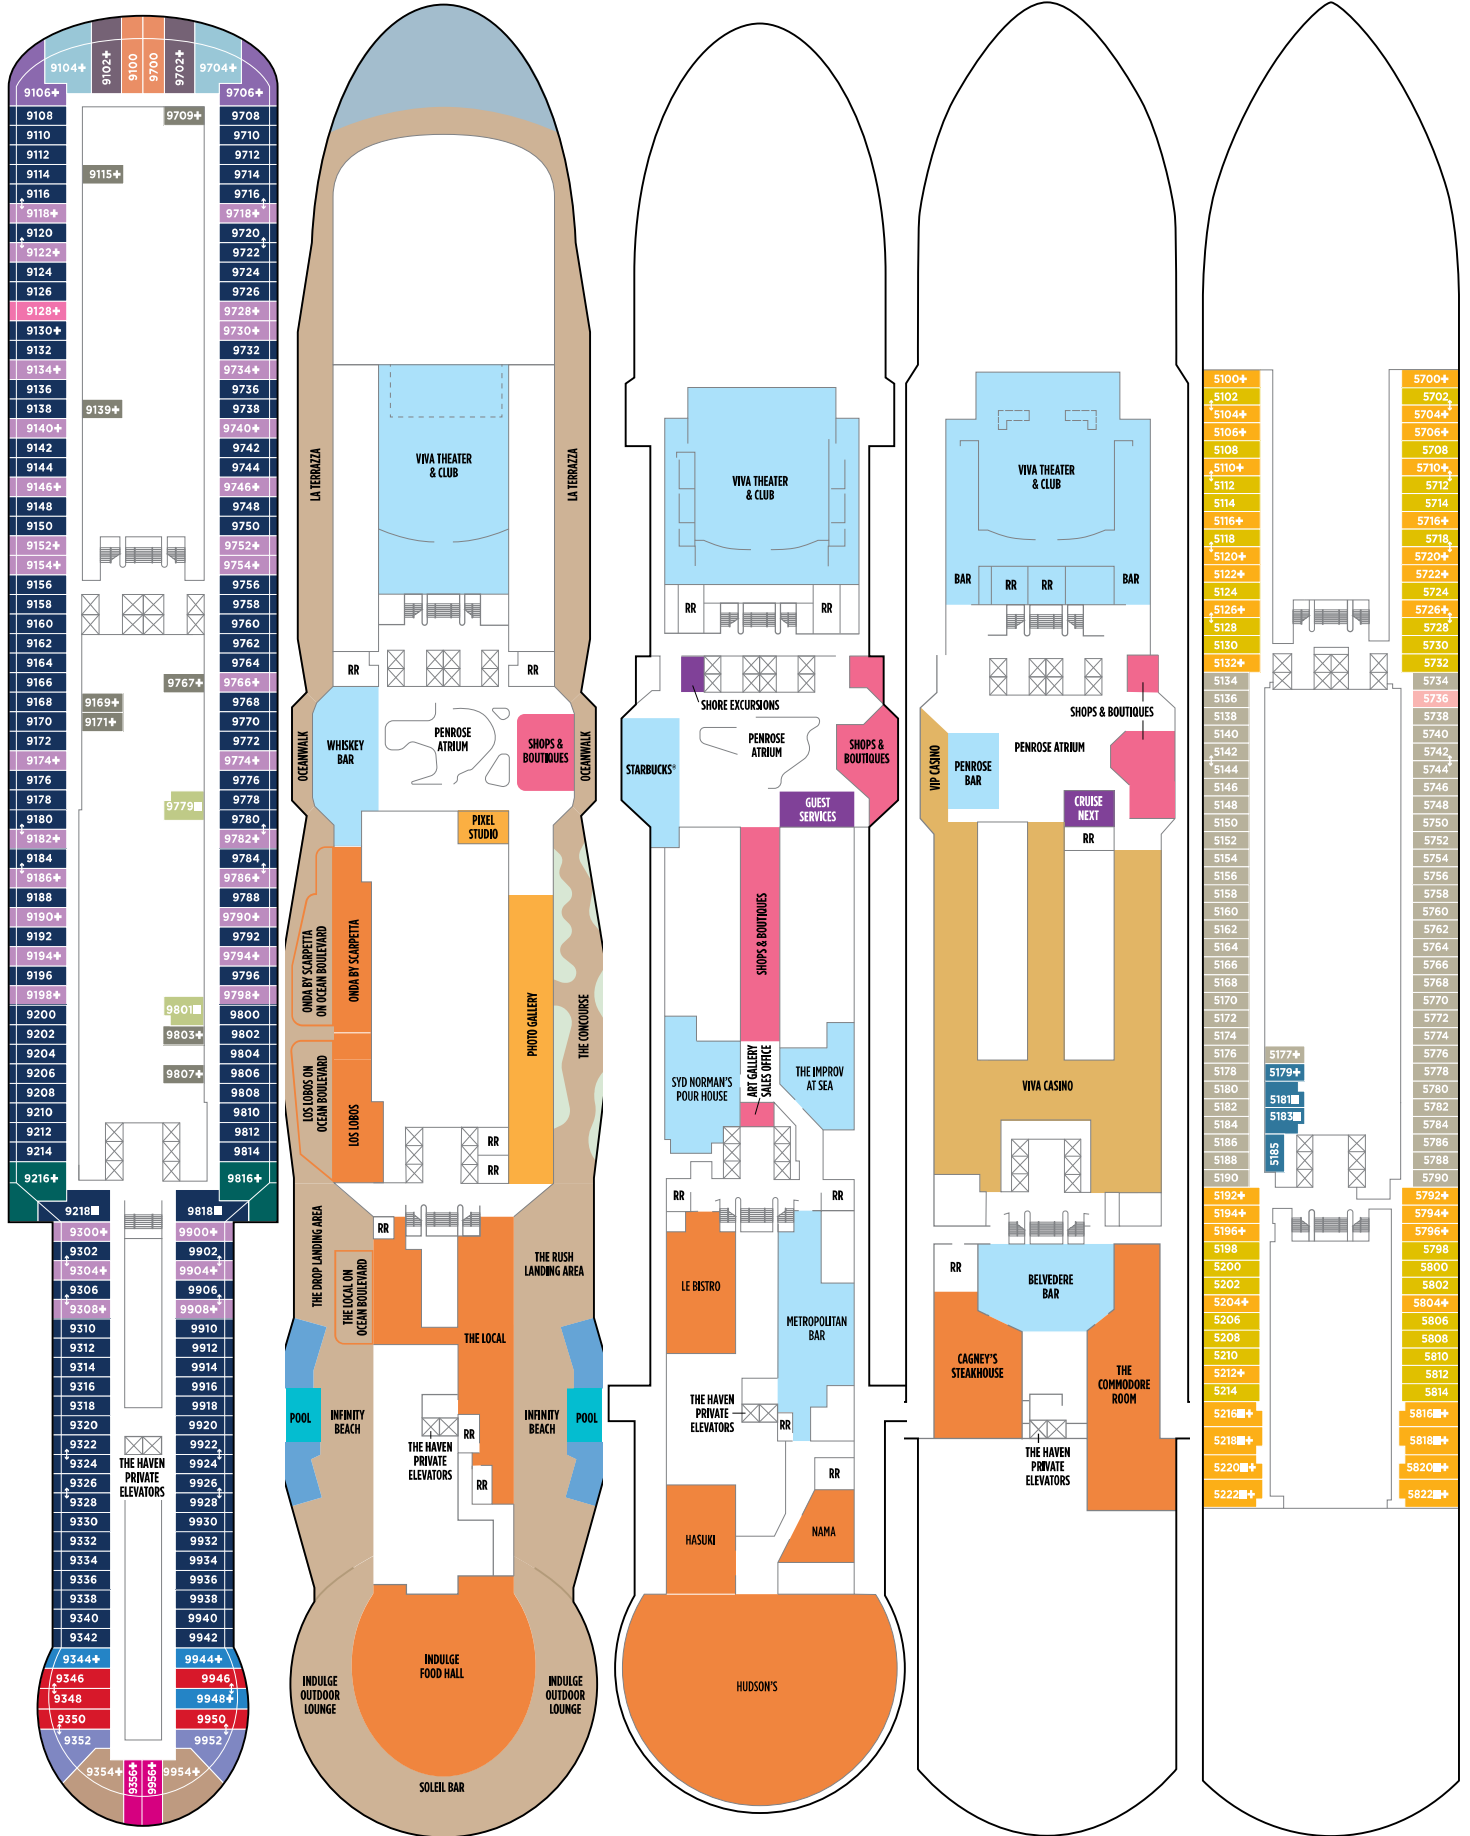 9104+
9102+
9100
9700
9702+
9704+
9106+
9706+
9108
9709+
9708
9110
9710
9112
9712
9114
9115+
9714
9116
9716
9118+
9718+
9120
9720
9122+
9722
9124
9724
9126
9726
9128+
9728+
9130+
9730+
9132
9732
9134+
9734+
9136
9736
9138
9139+
9738
9140+
9740+
9142
9742
9144
9744
9146+
9746+
9148
9748
9150
9750
9152+
9752+
9154+
9754+
9156
9756
9158
9758
9160
9760
9162
9762
9164
9764
9166
9767+
9766+
9168
9169+
9768
9170
9171+
9770
9172
9772
9174+
9774+
9176
9776
9178
9779
9778
9180
9780
9182+
9782+
9184
9784
9186+
9786+
9188
9788
9190+
9790+
9192
9792
9194+
9794+
9196
9796
9198+
9798+
9200
9801
9800
9202
9803+
9802
9204
9804
9206
9807+
9806
9208
9808
9210
9810
9212
9812
9214
9814
9216+
9816+
9218
9818
9300+
9900+
9302
9902
9304+
9904+
9306
9906
9308+
9908+
9310
9910
9312
9912
9314
9914
9316
9916
9318
9918
9320
9920
9322
9922
9324
9924
THE HAVEN
PRIVATE
ELEVATORS
9326
9926
9328
9928
9330
9930
9332
9932
9334
9934
9336
9936
9338
9938
9340
9940
9342
9942
9344+
9944+
9346
9946
9348
9948+
9350
9950
9352
9952
9354+
9356+
9956+
9954+
LA TERRAZZA
VIVA THEATER
& CLUB
LA TERRAZZA
RR
RR
OCEANWALK
WHISKEY
BAR
PENROSE
ATRIUM
SHOPS &
BOUTIQUES
OCEANWALK
PIXEL
STUDIO
ONDA BY SCARPETTA
ON OCEAN BOULEVARD
ONDA BY SCARPETTA
PHOTO GALLERY
THE CONCOURSE
LOS LOBOS ON
OCEAN BOULEVARD
LOS LOBOS
RR
RR
THE DROP LANDING AREA
RR
THE LOCAL ON
OCEAN BOULEVARD
THE RUSH
LANDING AREA
THE LOCAL
POOL
INFINITY
BEACH
THE HAVEN
PRIVATE
ELEVATORS
RR
RR
INFINITY
BEACH
POOL
INDULGE
OUTDOOR
LOUNGE
INDULGE
FOOD HALL
INDULGE
OUTDOOR
LOUNGE
SOLEIL BAR
VIVA THEATER
& CLUB
RR
RR
SHORE EXCURSIONS
STARBUCKS®
PENROSE
ATRIUM
SHOPS &
BOUTIQUES
GUEST
SERVICES
SHOPS & BOUTIQUES
SYD NORMAN'S
POUR HOUSE
ART GALLERY
SALES OFFICE
THE IMPROV
AT SEA
RR
RR
LE BISTRO
METROPOLITAN
BAR
THE HAVEN
PRIVATE
ELEVATORS
RR
RR
HASUKI
NAMA
HUDSON'S
VIVA THEATER
& CLUB
BAR
RR
RR
BAR
SHOPS & BOUTIQUES
VIP CASINO
PENROSE
BAR
PENROSE ATRIUM
CRUISE
NEXT
RR
VIVA CASINO
RR
BELVEDERE
BAR
CAGNEY'S
STEAKHOUSE
THE
COMMODORE
ROOM
THE HAVEN
PRIVATE
ELEVATORS
5100+
5700+
5102
5702
5104+
5704+
5106+
5706+
5108
5708
5110+
5710+
5112
5712
5114
5714
5116+
5716+
5118
5718
5120+
5720+
5122+
5722+
5124
5724
5126+
5726+
5128
5728
5130
5730
5132+
5732
5134
5734
5136
5736
5138
5738
5140
5740
5142
5742
5144
5744
5146
5746
5148
5748
5150
5750
5152
5752
5154
5754
5156
5756
5158
5758
5160
5760
5162
5762
5164
5764
5166
5766
5168
5768
5170
5770
5172
5772
5174
5774
5176
5177+
5776
5178
5179+
5778
5180
5181
5780
5182
5183
5782
5184
5784
5186
5185
5786
5188
5788
5190
5790
5192+
5792+
5194+
5794+
5196+
5796+
5198
5798
5200
5800
5202
5802
5204+
5804+
5206
5806
5208
5808
5210
5810
5212+
5812
5214
5814
5216+
5816+
5218+
5818+
5220+
5820+
5222+
5822+